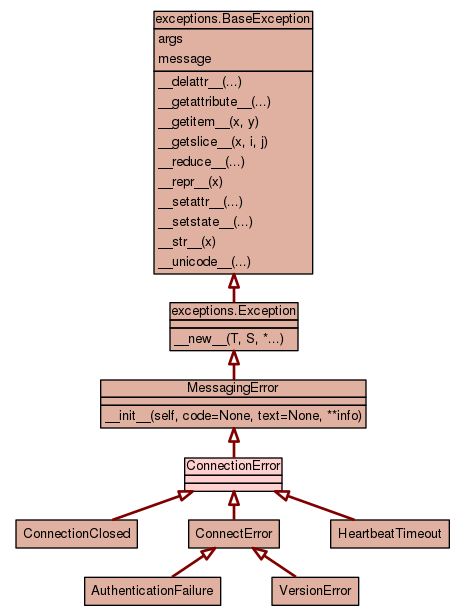 exceptions.BaseException
args
message
__delattr__(...)
__getattribute__(...)
__getitem__(x, y)
__getslice__(x, i, j)
__reduce__(...)
__repr__(x)
__setattr__(...)
__setstate__(...)
__str__(x)
__unicode__(...)
exceptions.Exception
__new__(T, S, *...)
MessagingError
__init__(self, code=None, text=None, **info)
ConnectionError
ConnectionClosed
ConnectError
HeartbeatTimeout
AuthenticationFailure
VersionError